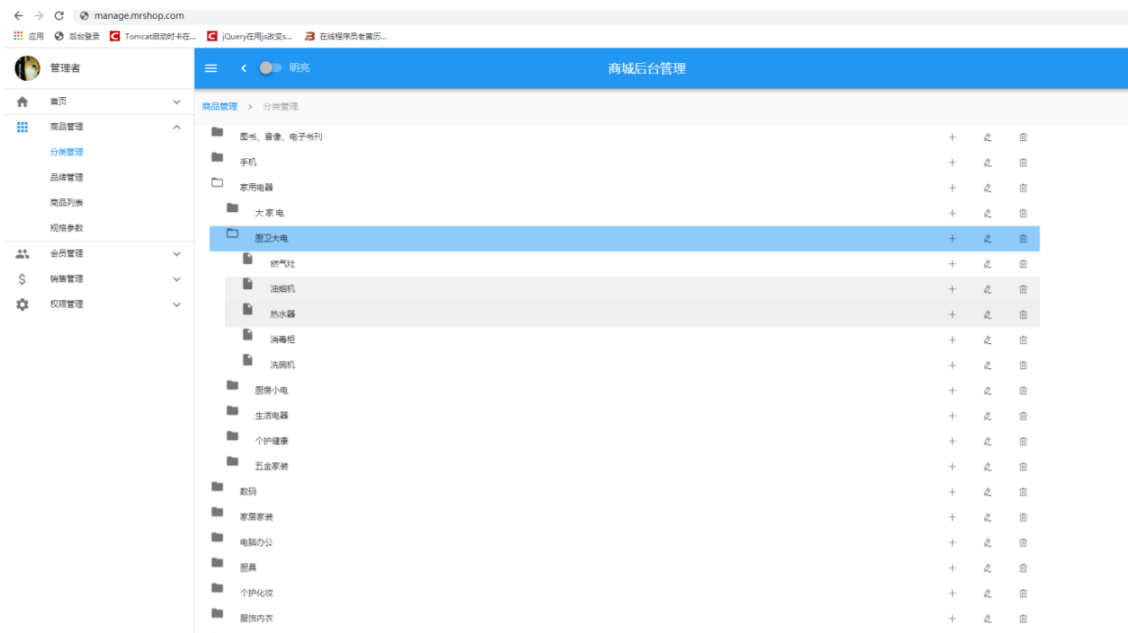 manage.mrshop.com
应用 后台登录 Tomcat启动时卡在... jQuery在用js改变s... 在线程序员老黄历...
管理者 明亮 商城后台管理
首页
商品管理 > 分类管理
商品管理
分类管理
品牌管理
商品列表
规格参数
会员管理
销售管理
权限管理
图书、音像、电子书刊
手机
家用电器
大 家 电
厨卫大电
燃气灶
油烟机
热水器
消毒柜
洗碗机
厨房小电
生活电器
个护健康
五金家装
数码
家居家装
电脑办公
厨具
个护化妆
服饰内衣